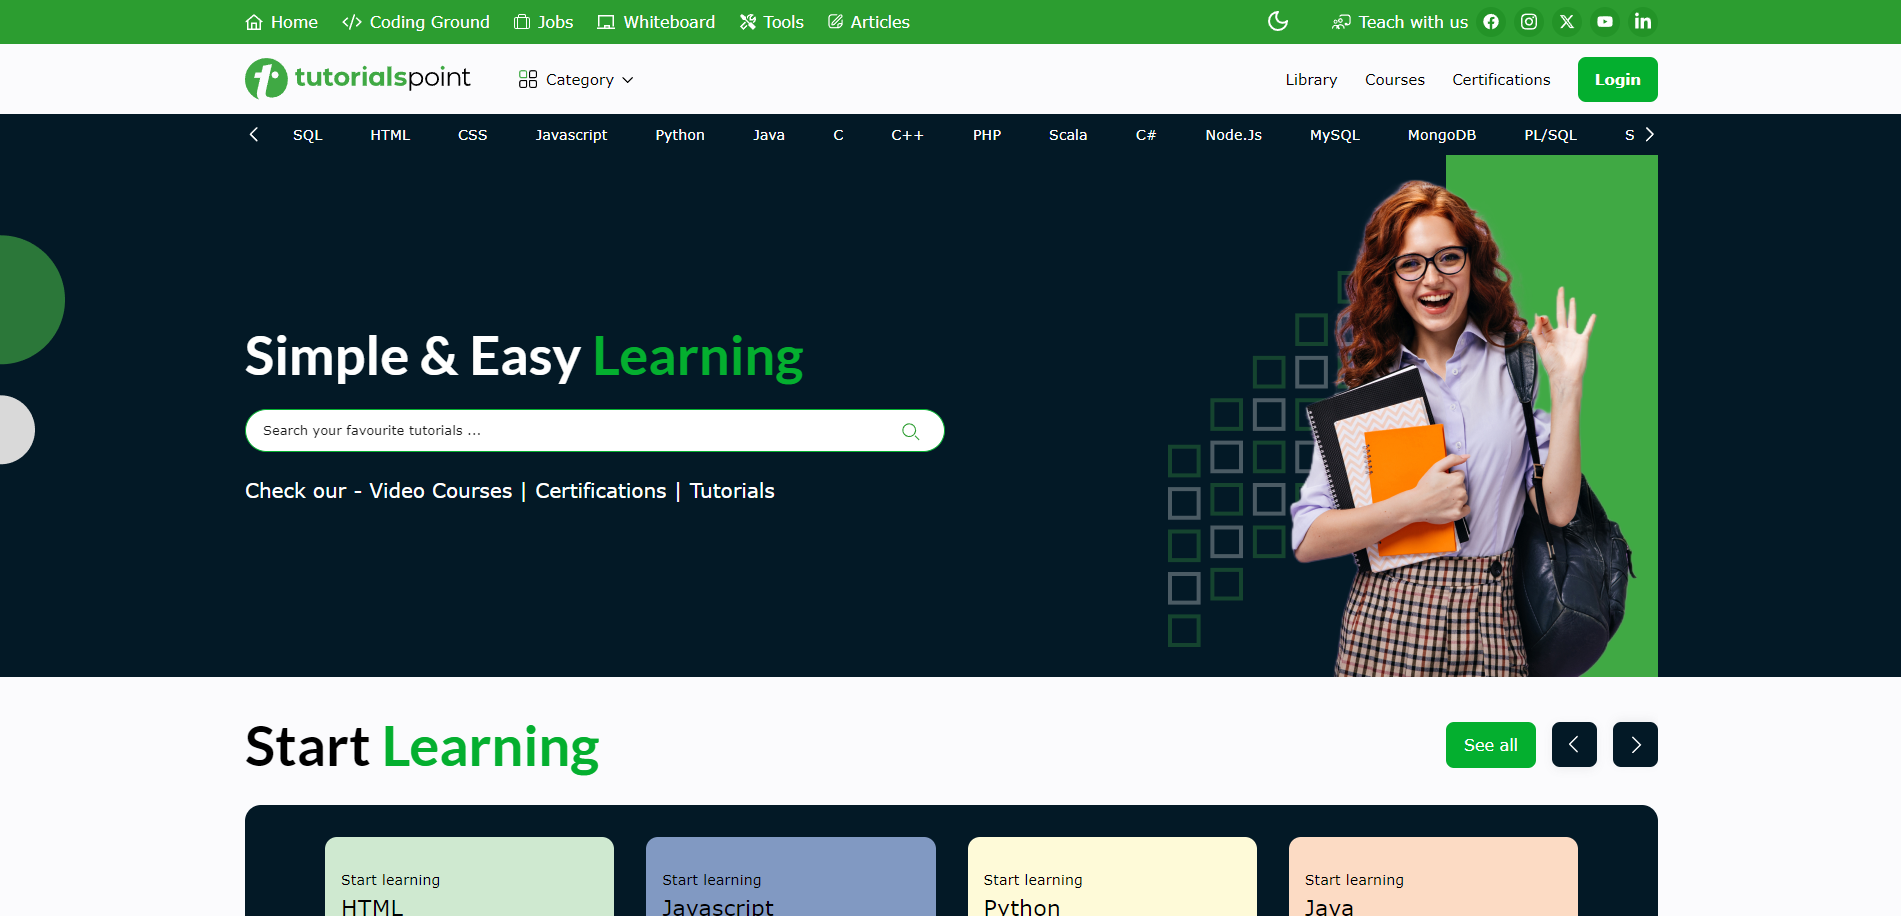 Home Coding Ground Jobs Whiteboard Tools Articles Teach with us
tutorialspoint Category Library Courses Certifications Login
SQL HTML CSS Javascript Python Java C C++ PHP Scala C# Node.Js MySQL MongoDB PL/SQL S
Simple & Easy Learning
Search your favourite tutorials ...
Check our - Video Courses | Certifications | Tutorials
Start Learning See all
Start learning Start learning Start learning Start learning
HTML Javascript Python Java